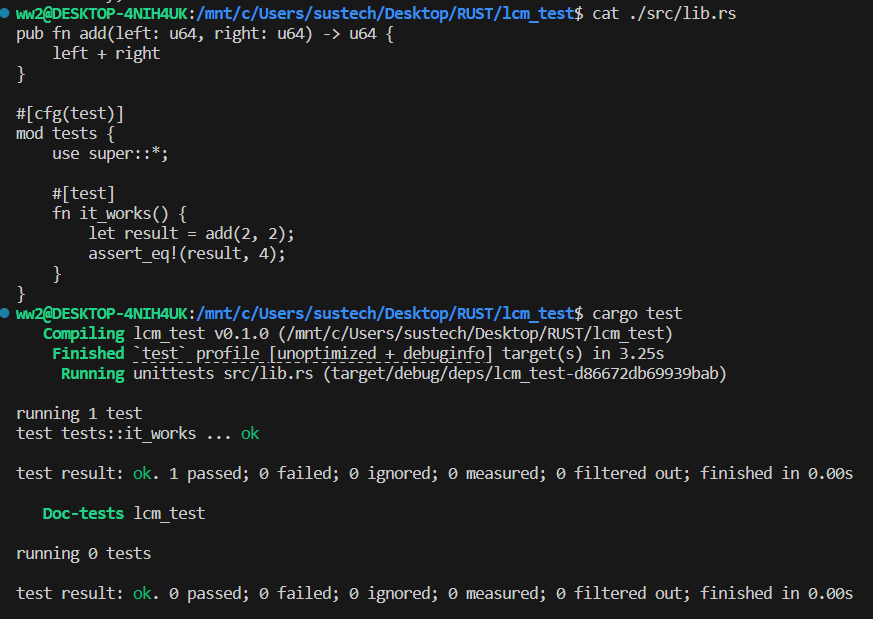 ww2@DESKTOP-4NIH4UK:/mnt/c/Users/sustech/Desktop/RUST/lcm_test$ cat ./src/lib.rs
pub fn add(left: u64, right: u64) -> u64 {
    left + right
}

#[cfg(test)]
mod tests {
    use super::*;

    #[test]
    fn it_works() {
        let result = add(2, 2);
        assert_eq!(result, 4);
    }
}
ww2@DESKTOP-4NIH4UK:/mnt/c/Users/sustech/Desktop/RUST/lcm_test$ cargo test
   Compiling lcm_test v0.1.0 (/mnt/c/Users/sustech/Desktop/RUST/lcm_test)
    Finished `test` profile [unoptimized + debuginfo] target(s) in 3.25s
     Running unittests src/lib.rs (target/debug/deps/lcm_test-d86672db69939bab)

running 1 test
test tests::it_works ... ok

test result: ok. 1 passed; 0 failed; 0 ignored; 0 measured; 0 filtered out; finished in 0.00s

   Doc-tests lcm_test

running 0 tests

test result: ok. 0 passed; 0 failed; 0 ignored; 0 measured; 0 filtered out; finished in 0.00s